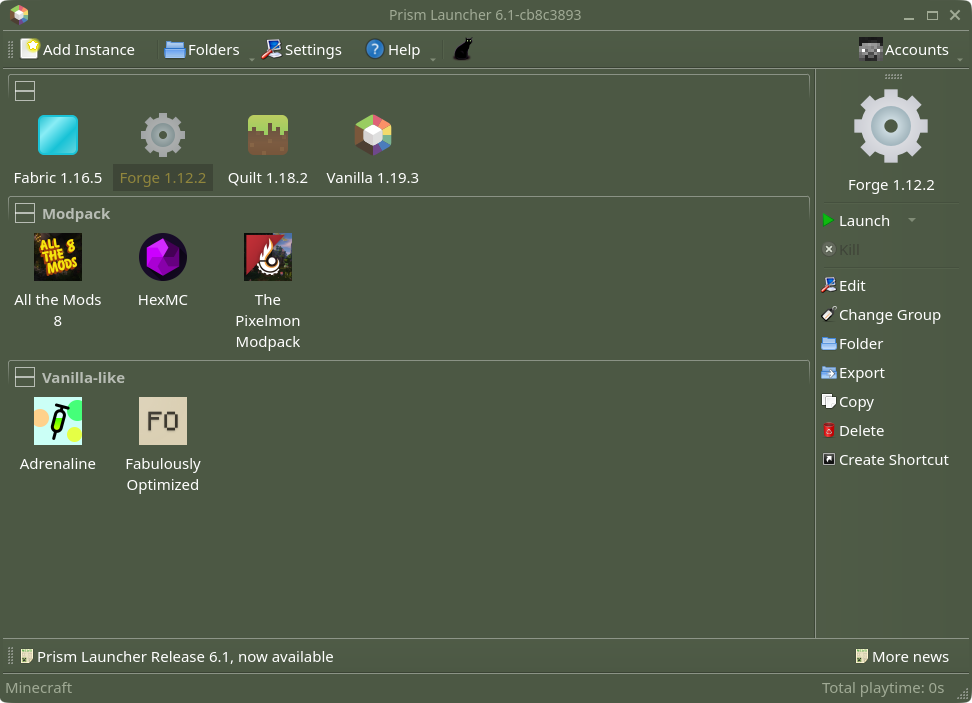 Prism Launcher 6.1-cb8c3893
Add Instance Folders Settings Help Accounts
Fabric 1.16.5 Forge 1.12.2 Quilt 1.18.2 Vanilla 1.19.3
Modpack
ALL THE MODS 8
All the Mods
8
HexMC
The
Pixelmon
Modpack
Vanilla-like
FO
Adrenaline
Fabulously
Optimized
Forge 1.12.2
Launch
Kill
Edit
Change Group
Folder
Export
Copy
Delete
Create Shortcut
Prism Launcher Release 6.1, now available
More news
Minecraft
Total playtime: 0s